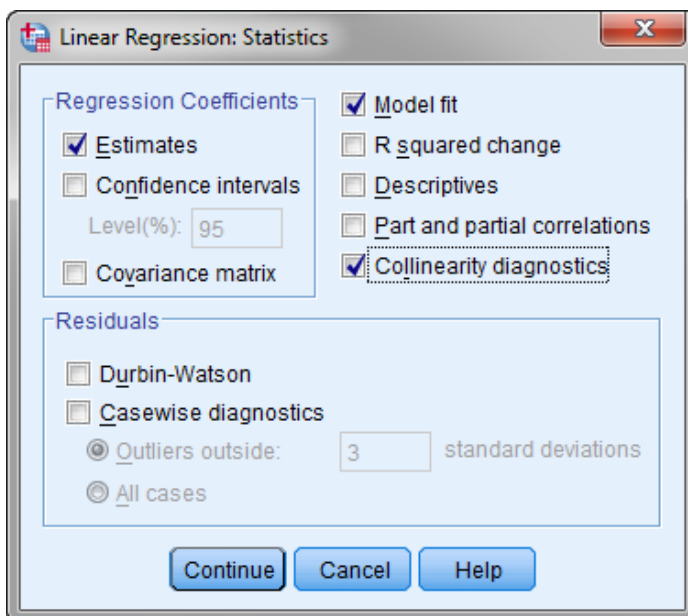 Linear Regression: Statistics
Regression Coefficients
Estimates
Confidence intervals
Level(%): 95
Covariance matrix
Model fit
R squared change
Descriptives
Part and partial correlations
Collinearity diagnostics
Residuals
Durbin-Watson
Casewise diagnostics
Outliers outside: 3 standard deviations
All cases
Continue Cancel Help